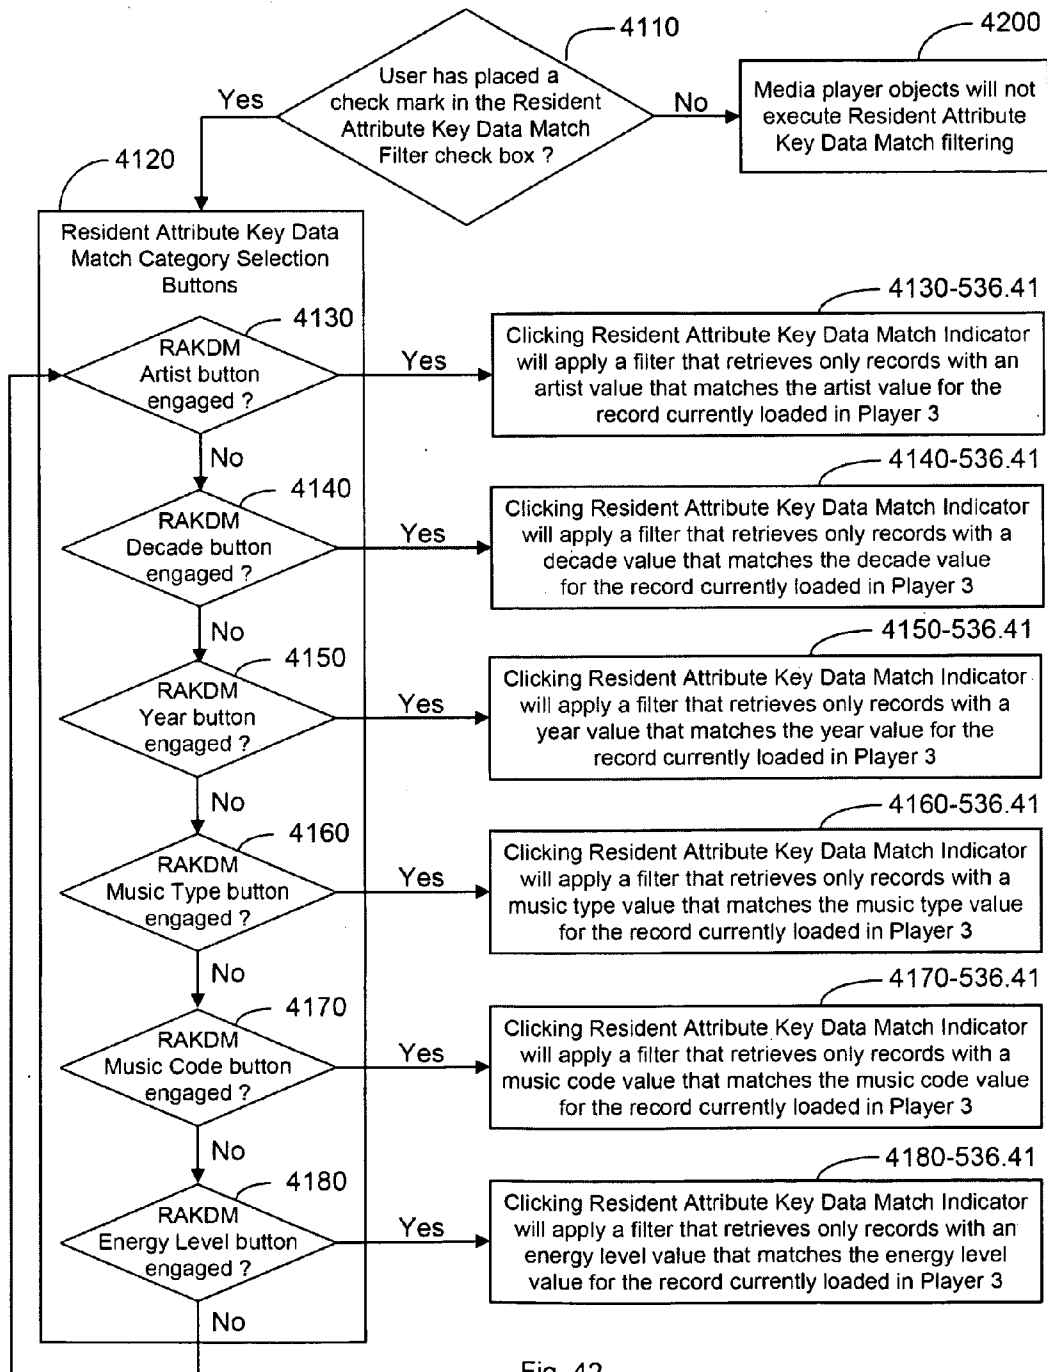 4110
4200
User has placed a
check mark in the Resident
Attribute Key Data Match
Filter check box ?
Yes
No
Media player objects will not
execute Resident Attribute
Key Data Match filtering
4120
Resident Attribute Key Data
Match Category Selection
Buttons
4130
RAKDM
Artist button
engaged ?
Yes
4130-536.41
Clicking Resident Attribute Key Data Match Indicator
will apply a filter that retrieves only records with an
artist value that matches the artist value for the
record currently loaded in Player 3
No
4140
RAKDM
Decade button
engaged ?
Yes
4140-536.41
Clicking Resident Attribute Key Data Match Indicator
will apply a filter that retrieves only records with a
decade value that matches the decade value
for the record currently loaded in Player 3
No
4150
RAKDM
Year button
engaged ?
Yes
4150-536.41
Clicking Resident Attribute Key Data Match Indicator
will apply a filter that retrieves only records with a
year value that matches the year value for the
record currently loaded in Player 3
No
4160
RAKDM
Music Type button
engaged ?
Yes
4160-536.41
Clicking Resident Attribute Key Data Match Indicator
will apply a filter that retrieves only records with a
music type value that matches the music type value
for the record currently loaded in Player 3
No
4170
RAKDM
Music Code button
engaged ?
Yes
4170-536.41
Clicking Resident Attribute Key Data Match Indicator
will apply a filter that retrieves only records with a
music code value that matches the music code value
for the record currently loaded in Player 3
No
4180
RAKDM
Energy Level button
engaged ?
Yes
4180-536.41
Clicking Resident Attribute Key Data Match Indicator
will apply a filter that retrieves only records with an
energy level value that matches the energy level
value for the record currently loaded in Player 3
No
Fig. 42